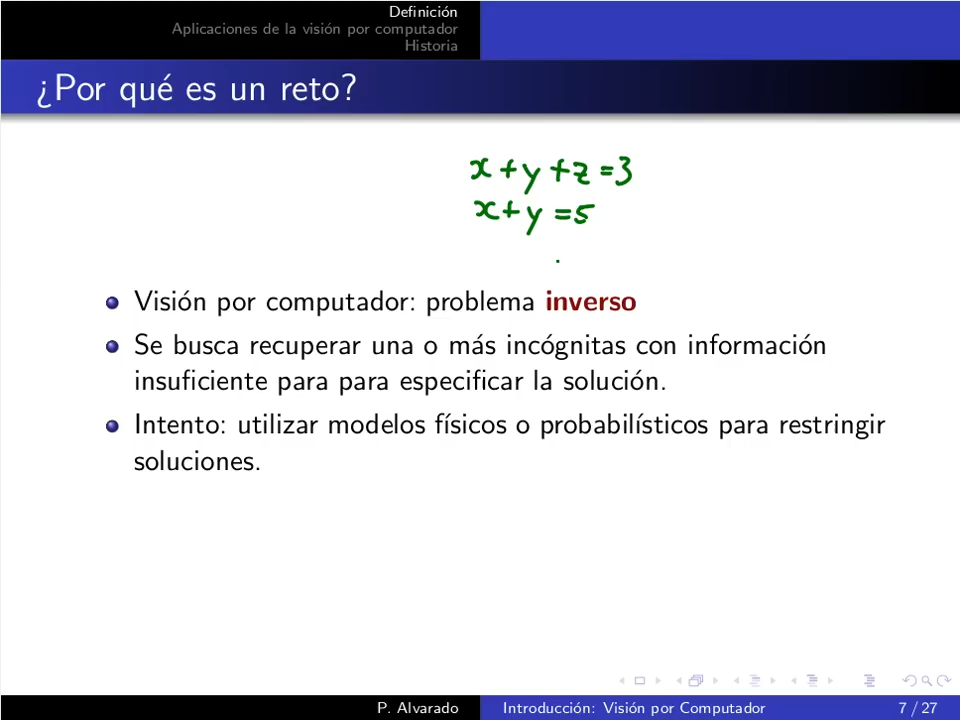 Definición
Aplicaciones de la visión por computador
Historia
¿Por qué es un reto?
x + y + z = 3
x + y = 5
Visión por computador: problema inverso
Se busca recuperar una o más incógnitas con información
insuficiente para para especificar la solución.
Intento: utilizar modelos físicos o probabilísticos para restringir
soluciones.
P. Alvarado Introducción: Visión por Computador 7 / 27